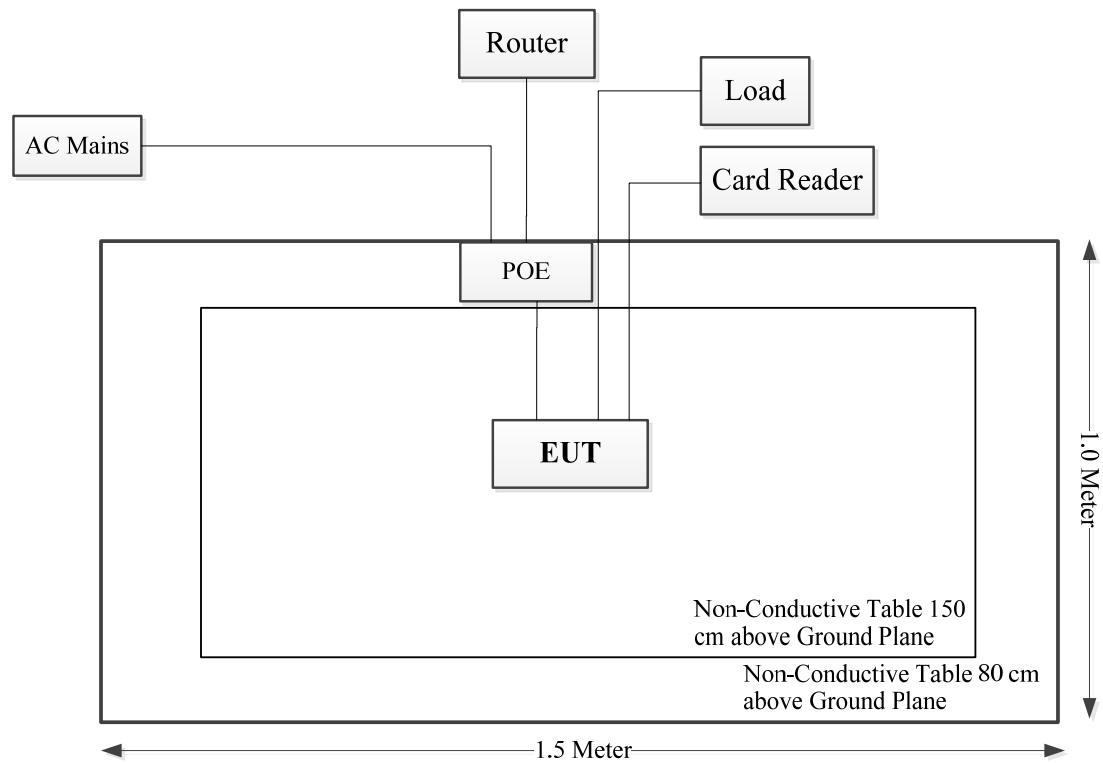 Router
Load
AC Mains
Card Reader
POE
EUT
1.0 Meter
Non-Conductive Table 150
cm above Ground Plane
Non-Conductive Table 80 cm
above Ground Plane
1.5 Meter